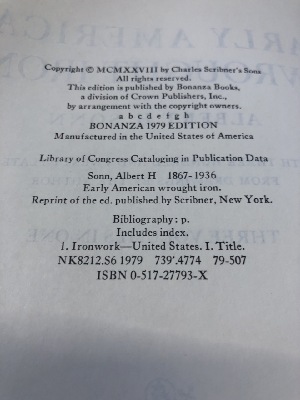 Copyright © MCMXXVIII by Charles Scribner's Sons
All rights reserved.
This edition is published by Bonanza Books,
a division of Crown Publishers, Inc.,
by arrangement with the copyright owners.
a b c d e f g h
BONANZA 1979 EDITION
Manufactured in the United States of America
Library of Congress Cataloging in Publication Data
Sonn, Albert H 1867-1936
Early American wrought iron.
Reprint of the ed. published by Scribner, New York.
Bibliography: p.
Includes index.
1. Ironwork—United States. I. Title.
NK8212.S6 1979 739'.4774 79-507
ISBN 0-517-27793-X